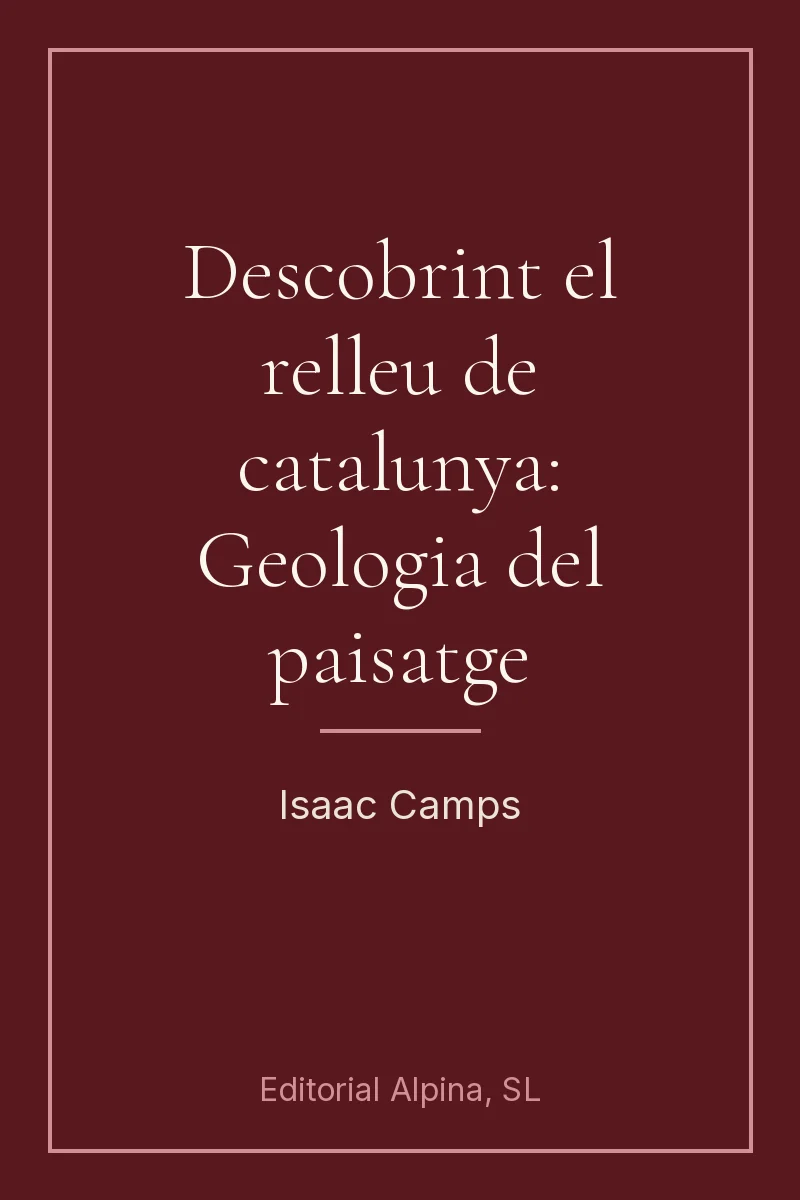 Descobrint el
relleu de
catalunya:
Geologia del
paisatge
Isaac Camps
Editorial Alpina, SL